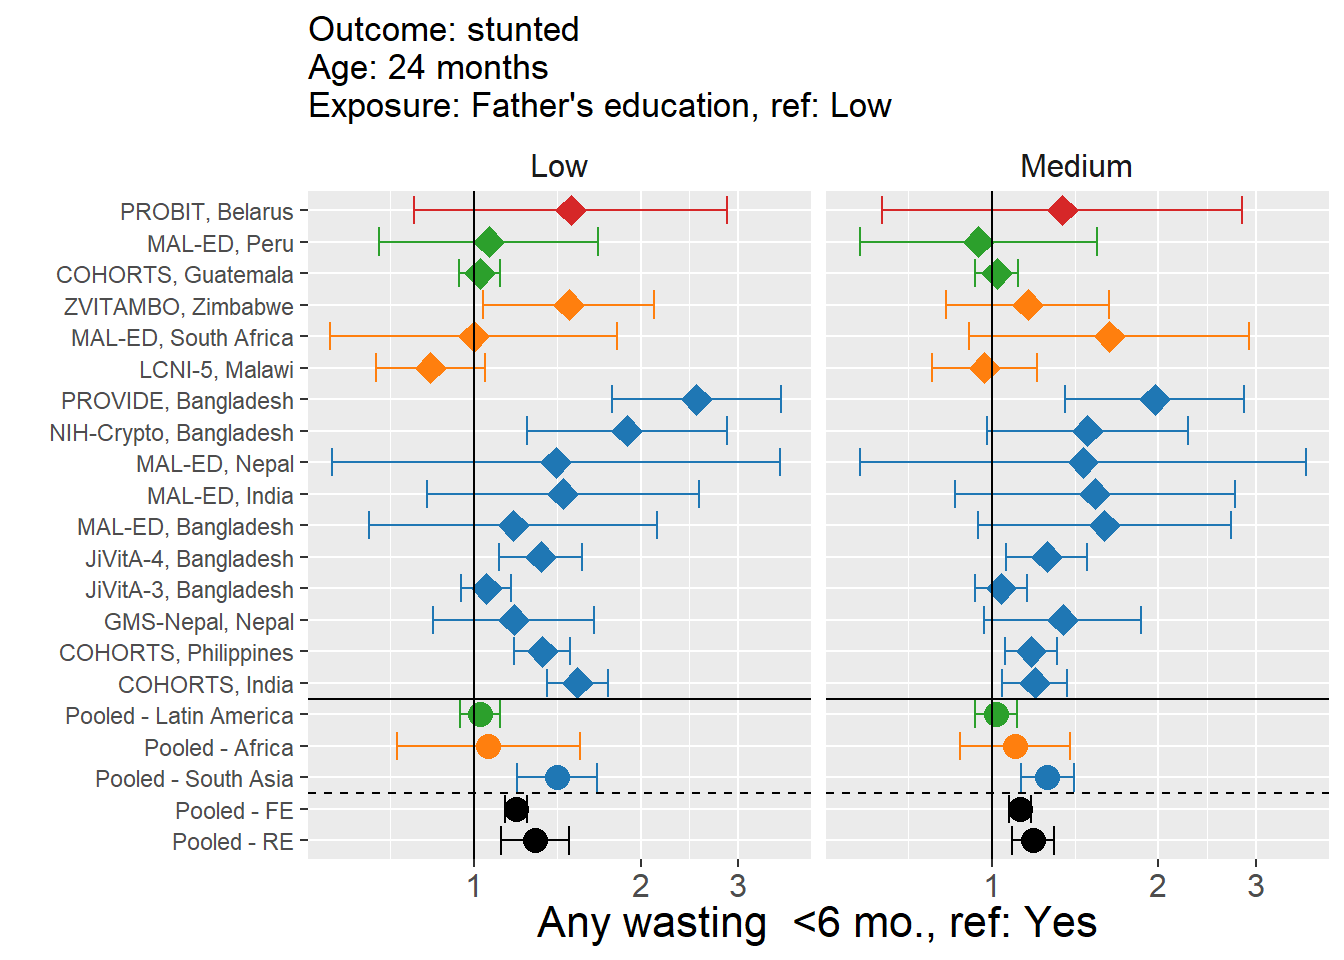 Outcome: stunted
Age: 24 months
Exposure: Father's education, ref: Low
Low
Medium
PROBIT, Belarus
MAL-ED, Peru
COHORTS, Guatemala
ZVITAMBO, Zimbabwe
MAL-ED, South Africa
LCNI-5, Malawi
PROVIDE, Bangladesh
NIH-Crypto, Bangladesh
MAL-ED, Nepal
MAL-ED, India
MAL-ED, Bangladesh
JiVitA-4, Bangladesh
JiVitA-3, Bangladesh
GMS-Nepal, Nepal
COHORTS, Philippines
COHORTS, India
Pooled - Latin America
Pooled - Africa
Pooled - South Asia
Pooled - FE
Pooled - RE
1 2 3 1 2 3
Any wasting  <6 mo., ref: Yes